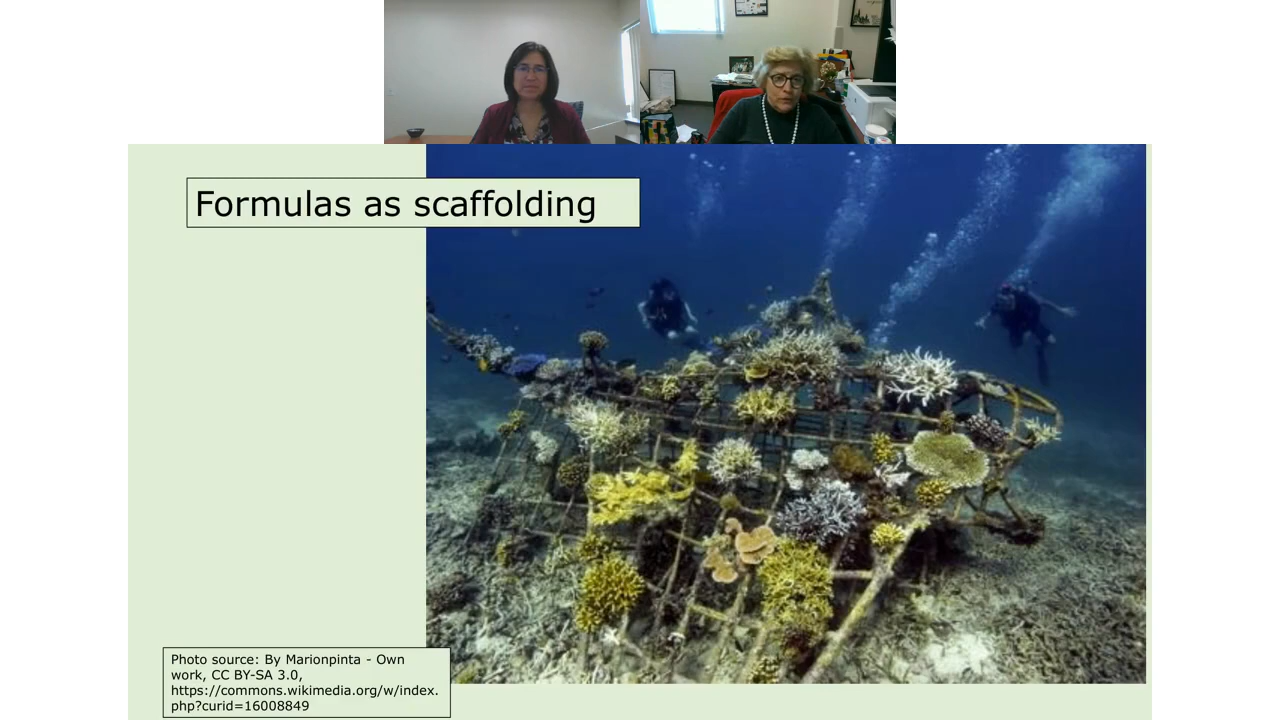 Formulas as scaffolding
Photo source: By Marionpinta - Own
work, CC BY-SA 3.0,
https://commons.wikimedia.org/w/index.
php?curid=16008849